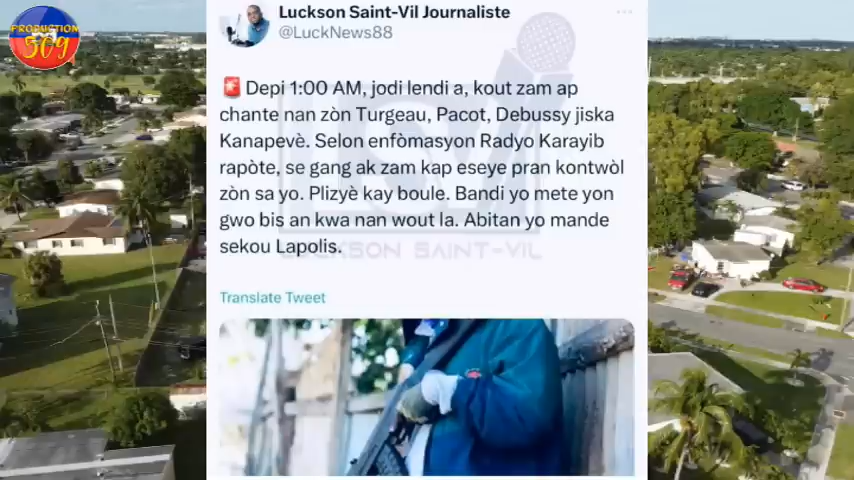 PRODUCTION
509
Luckson Saint-Vil Journaliste
@LuckNews88
🚨 Depi 1:00 AM, jodi lendi a, kout zam ap
chante nan zòn Turgeau, Pacot, Debussy jiska
Kanapevè. Selon enfòmasyon Radyo Karayib
rapòte, se gang ak zam kap eseye pran kontwòl
zòn sa yo. Plizyè kay boule. Bandi yo mete yon
gwo bis an kwa nan wout la. Abitan yo mande
sekou Lapolis.
LUCKSON SAINT-VIL
Translate Tweet